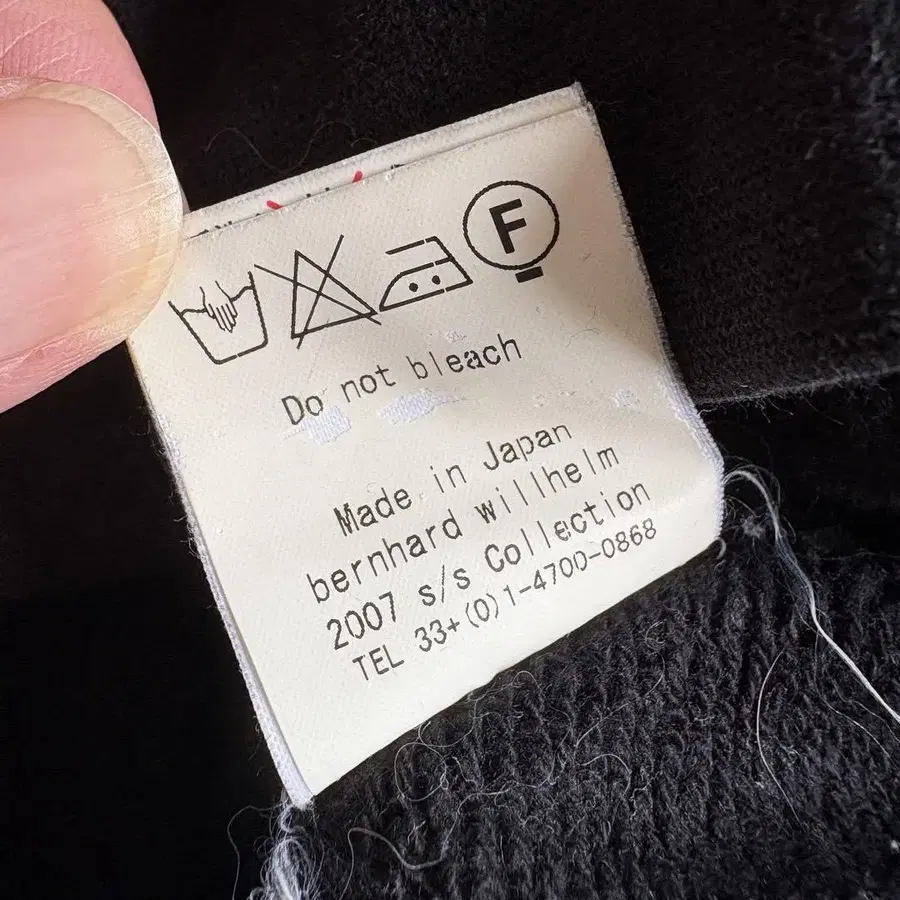 F
Do not bleach
Made in Japan
bernhard willhelm
2007 s/s Collection
TEL 33+(0)1-4700-0868